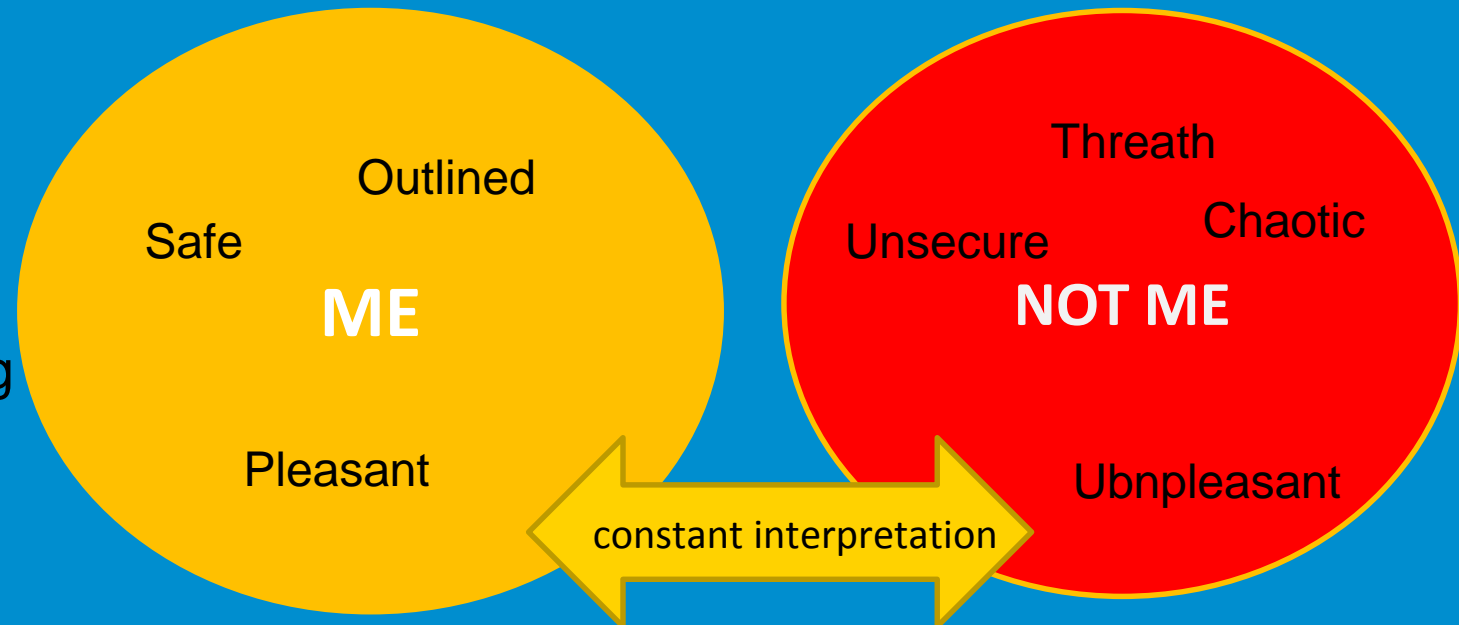 Outlined
Safe
ME
g
Pleasant
Threath
Chaotic
Unsecure
NOT ME
Ubnpleasant
constant interpretation